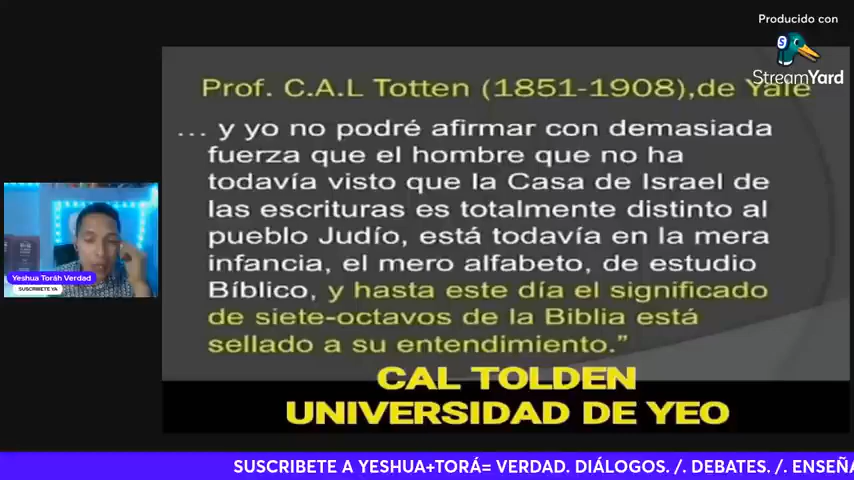 Producido con
StreamYard
Prof. C.A.L Totten (1851-1908),de Yale
... y yo no podré afirmar con demasiada
fuerza que el hombre que no ha
todavía visto que la Casa de Israel de
las escrituras es totalmente distinto al
pueblo Judío, está todavía en la mera
infancia, el mero alfabeto, de estudio
Bíblico, y hasta este día el significado
de siete-octavos de la Biblia está
sellado a su entendimiento.”
CAL TOLDEN
UNIVERSIDAD DE YEO
Yeshua Toráh Verdad
SUSCRIBETE YA
SUSCRIBETE A YESHUA+TORÁ= VERDAD. DIÁLOGOS. /. DEBATES. /. ENSEÑA